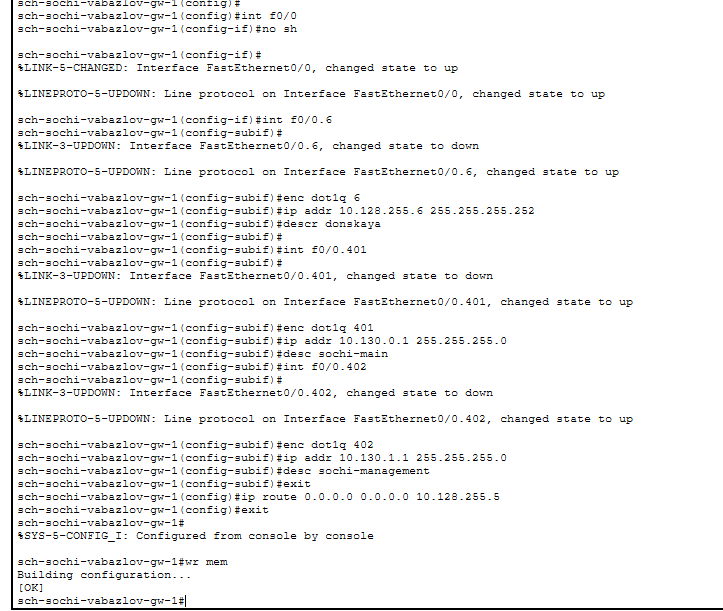 sch-sochi-vabazlov-gw-1(config)#
sch-sochi-vabazlov-gw-1(config)#int f0/0
sch-sochi-vabazlov-gw-1(config-if)#no sh
sch-sochi-vabazlov-gw-1(config-if)#
%LINK-5-CHANGED: Interface FastEthernet0/0, changed state to up
%LINEPROTO-5-UPDOWN: Line protocol on Interface FastEthernet0/0, changed state to up
sch-sochi-vabazlov-gw-1(config-if)#int f0/0.6
sch-sochi-vabazlov-gw-1(config-subif)#
%LINK-3-UPDOWN: Interface FastEthernet0/0.6, changed state to down
%LINEPROTO-5-UPDOWN: Line protocol on Interface FastEthernet0/0.6, changed state to up
sch-sochi-vabazlov-gw-1(config-subif)#enc dot1q 6
sch-sochi-vabazlov-gw-1(config-subif)#ip addr 10.128.255.6 255.255.255.252
sch-sochi-vabazlov-gw-1(config-subif)#descr donskaya
sch-sochi-vabazlov-gw-1(config-subif)#
sch-sochi-vabazlov-gw-1(config-subif)#int f0/0.401
sch-sochi-vabazlov-gw-1(config-subif)#
%LINK-3-UPDOWN: Interface FastEthernet0/0.401, changed state to down
%LINEPROTO-5-UPDOWN: Line protocol on Interface FastEthernet0/0.401, changed state to up
sch-sochi-vabazlov-gw-1(config-subif)#enc dot1q 401
sch-sochi-vabazlov-gw-1(config-subif)#ip addr 10.130.0.1 255.255.255.0
sch-sochi-vabazlov-gw-1(config-subif)#desc sochi-main
sch-sochi-vabazlov-gw-1(config-subif)#int f0/0.402
sch-sochi-vabazlov-gw-1(config-subif)#
%LINK-3-UPDOWN: Interface FastEthernet0/0.402, changed state to down
%LINEPROTO-5-UPDOWN: Line protocol on Interface FastEthernet0/0.402, changed state to up
sch-sochi-vabazlov-gw-1(config-subif)#enc dot1q 402
sch-sochi-vabazlov-gw-1(config-subif)#ip addr 10.130.1.1 255.255.255.0
sch-sochi-vabazlov-gw-1(config-subif)#desc sochi-management
sch-sochi-vabazlov-gw-1(config-subif)#exit
sch-sochi-vabazlov-gw-1(config)#ip route 0.0.0.0 0.0.0.0 10.128.255.5
sch-sochi-vabazlov-gw-1(config)#exit
sch-sochi-vabazlov-gw-1#
%SYS-5-CONFIG_I: Configured from console by console
sch-sochi-vabazlov-gw-1#wr mem
Building configuration...
[OK]
sch-sochi-vabazlov-gw-1#